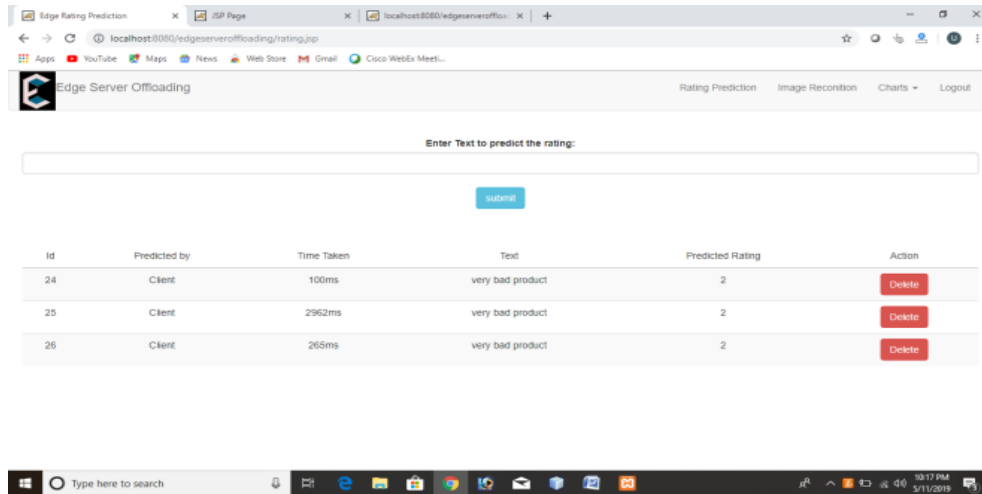 Edge Rating Prediction JSP Page localhost:8080/edgeserveroffloa
localhost:8080/edgeserveroffloading/rating.jsp
Apps YouTube Maps News Web Store Gmail Cisco WebEx Meeti...
Edge Server Offloading Rating Prediction Image Reconition Charts Logout
Enter Text to predict the rating:
submit
Id Predicted by Time Taken Text Predicted Rating Action
24 Client 100ms very bad product 2 Delete
25 Client 2962ms very bad product 2 Delete
26 Client 265ms very bad product 2 Delete
Type here to search 10:17 PM
5/11/2019